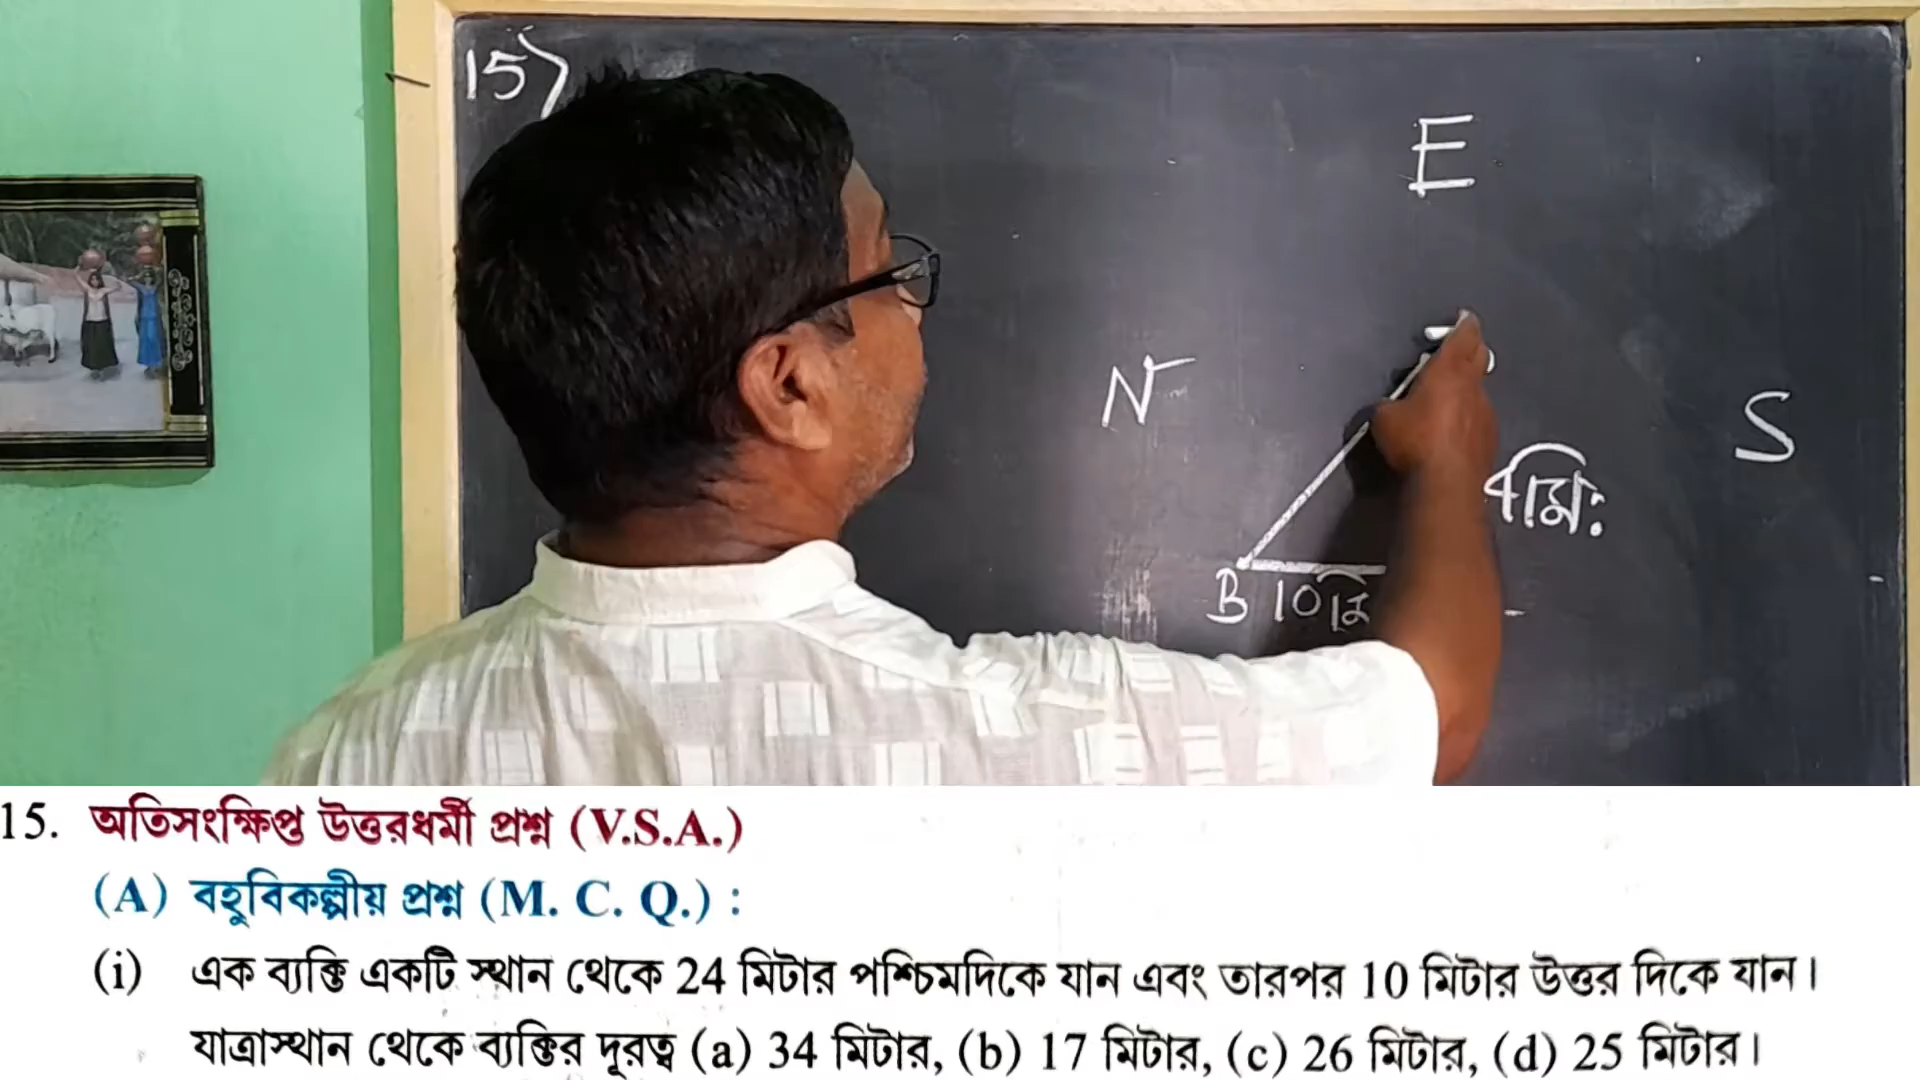 15)
E
N
S
মি:
B 10মি
15. অতিসংক্ষিপ্ত উত্তরধর্মী প্রশ্ন (V.S.A.)
(A) বহুবিকল্পীয় প্রশ্ন (M. C. Q.) :
(i) এক ব্যক্তি একটি স্থান থেকে 24 মিটার পশ্চিমদিকে যান এবং তারপর 10 মিটার উত্তর দিকে যান।
যাত্রাস্থান থেকে ব্যক্তির দূরত্ব (a) 34 মিটার, (b) 17 মিটার, (c) 26 মিটার, (d) 25 মিটার।